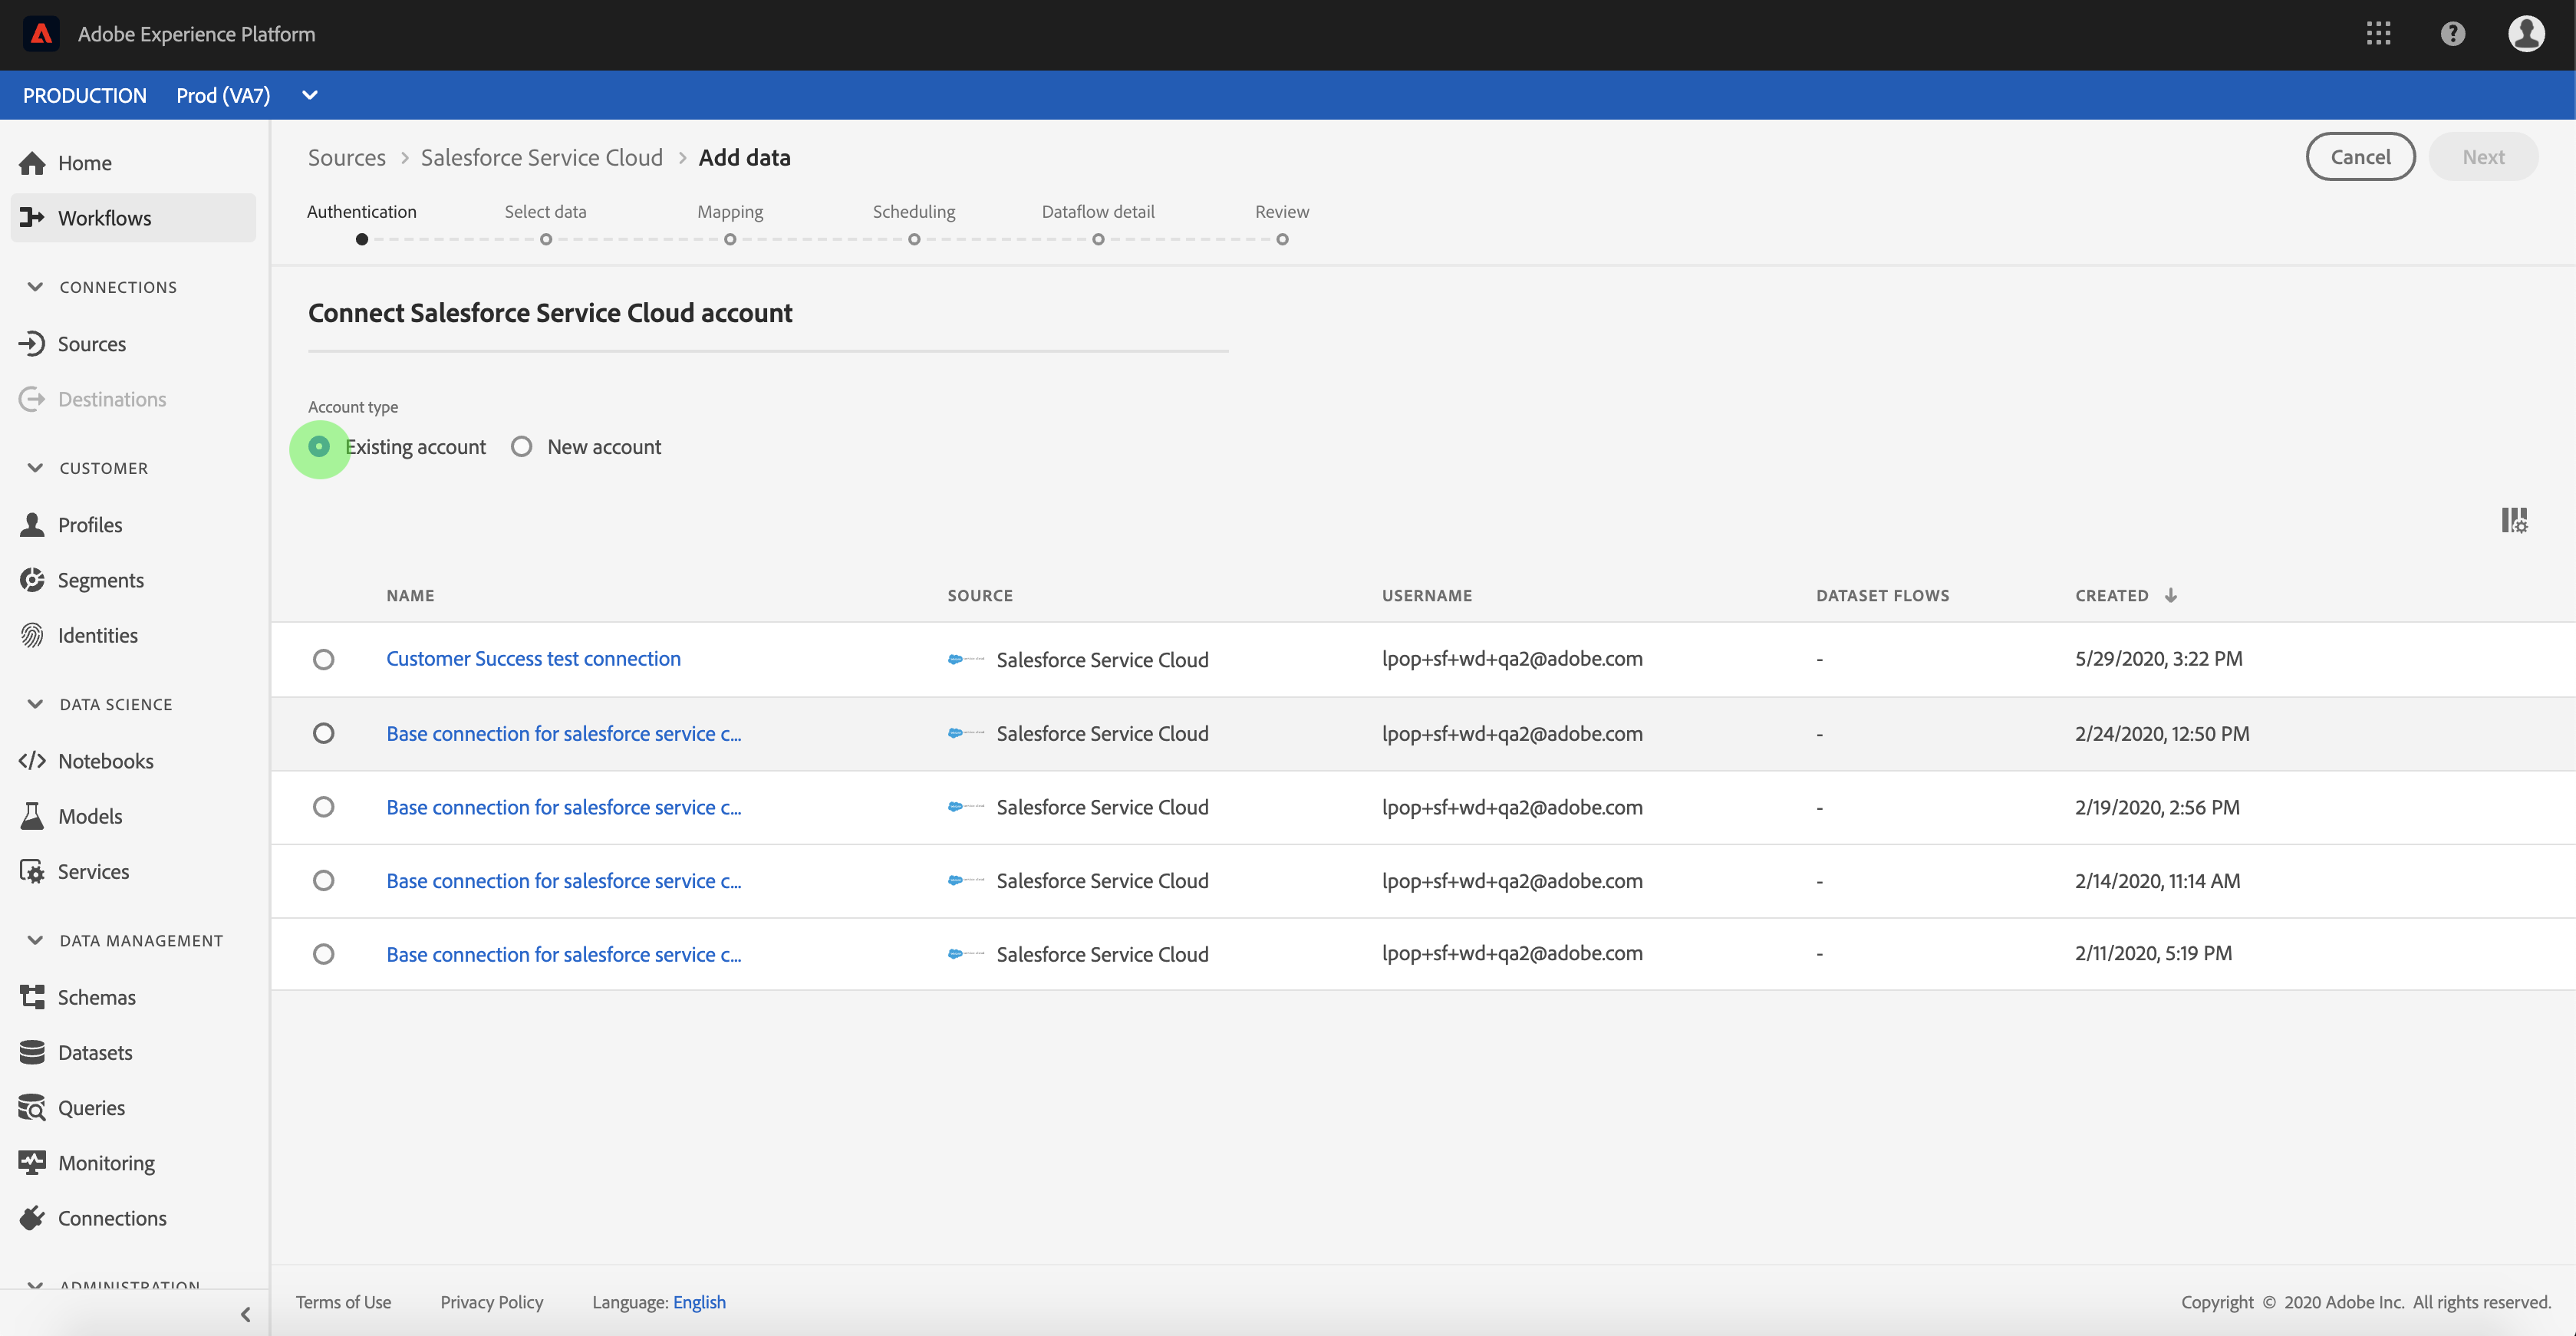 Adobe Experience Platform
PRODUCTION Prod (VA7)
Home
Workflows
CONNECTIONS
Sources
Destinations
CUSTOMER
Profiles
Segments
Identities
DATA SCIENCE
Notebooks
Models
Services
DATA MANAGEMENT
Schemas
Datasets
Queries
Monitoring
Connections
ADMINISTRATION
Sources > Salesforce Service Cloud > Add data
Cancel Next
Authentication Select data Mapping Scheduling Dataflow detail Review
Connect Salesforce Service Cloud account
Account type
Existing account New account
NAME SOURCE USERNAME DATASET FLOWS CREATED
Customer Success test connection Salesforce Service Cloud lpop+sf+wd+qa2@adobe.com - 5/29/2020, 3:22 PM
Base connection for salesforce service c... Salesforce Service Cloud lpop+sf+wd+qa2@adobe.com - 2/24/2020, 12:50 PM
Base connection for salesforce service c... Salesforce Service Cloud lpop+sf+wd+qa2@adobe.com - 2/19/2020, 2:56 PM
Base connection for salesforce service c... Salesforce Service Cloud lpop+sf+wd+qa2@adobe.com - 2/14/2020, 11:14 AM
Base connection for salesforce service c... Salesforce Service Cloud lpop+sf+wd+qa2@adobe.com - 2/11/2020, 5:19 PM
Terms of Use Privacy Policy Language: English Copyright © 2020 Adobe Inc. All rights reserved.